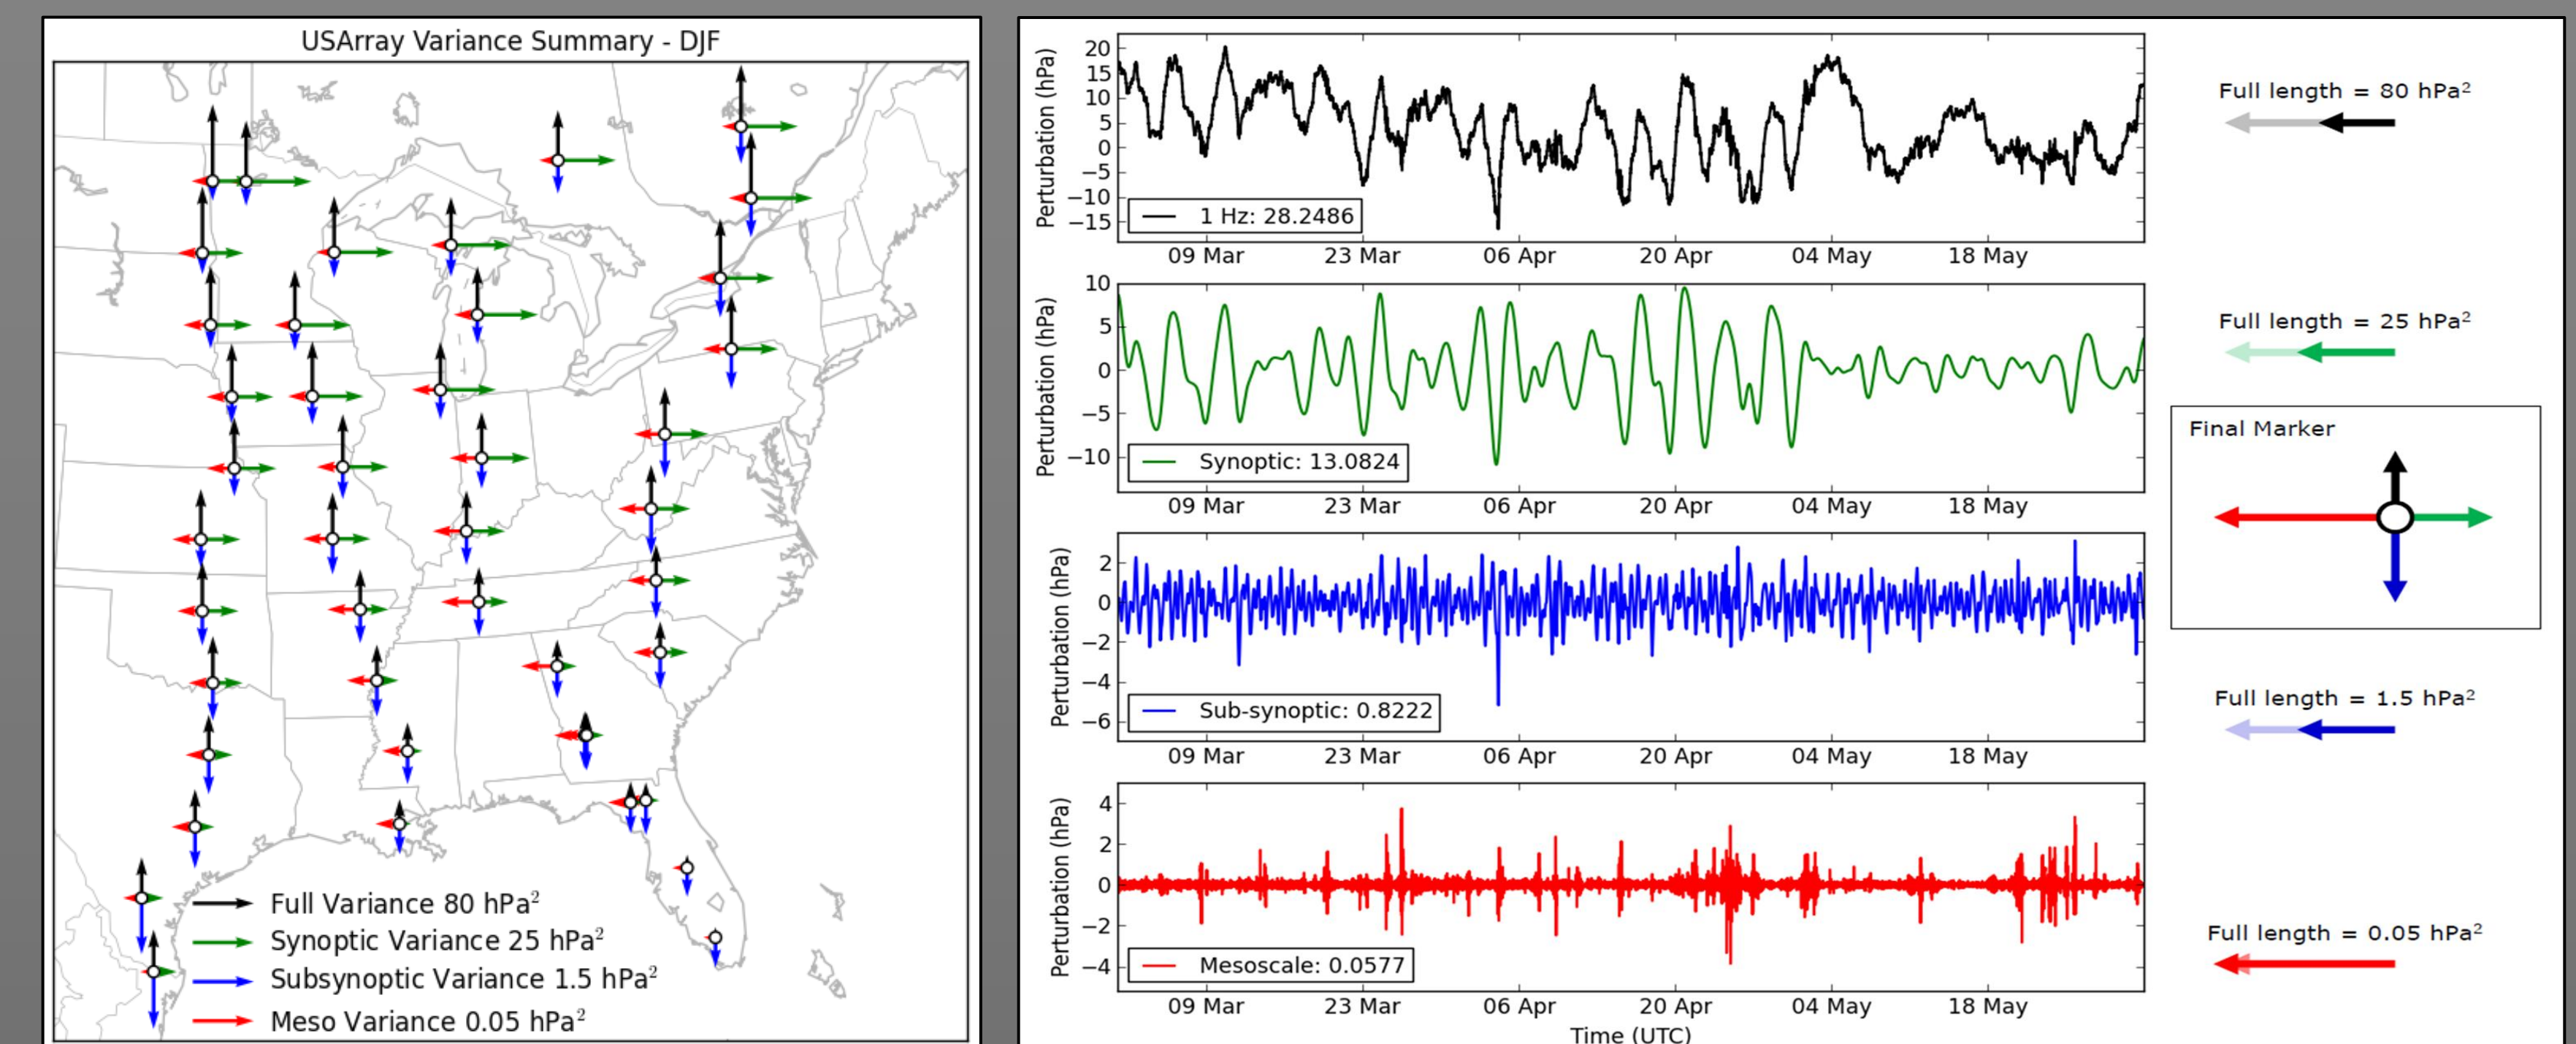 USArray Variance Summary - DJF
Full Variance 80 hPa²
Synoptic Variance 25 hPa²
Subsynoptic Variance 1.5 hPa²
Meso Variance 0.05 hPa²
Perturbation (hPa)
20
15
10
5
0
−5
−10
−15
1 Hz: 28.2486
09 Mar 23 Mar 06 Apr 20 Apr 04 May 18 May
Perturbation (hPa)
10
5
0
−5
−10
Synoptic: 13.0824
09 Mar 23 Mar 06 Apr 20 Apr 04 May 18 May
Perturbation (hPa)
2
0
−2
−4
−6
Sub-synoptic: 0.8222
09 Mar 23 Mar 06 Apr 20 Apr 04 May 18 May
Perturbation (hPa)
4
2
0
−2
−4
Mesoscale: 0.0577
09 Mar 23 Mar 06 Apr 20 Apr 04 May 18 May
Time (UTC)
Full length = 80 hPa²
Full length = 25 hPa²
Final Marker
Full length = 1.5 hPa²
Full length = 0.05 hPa²